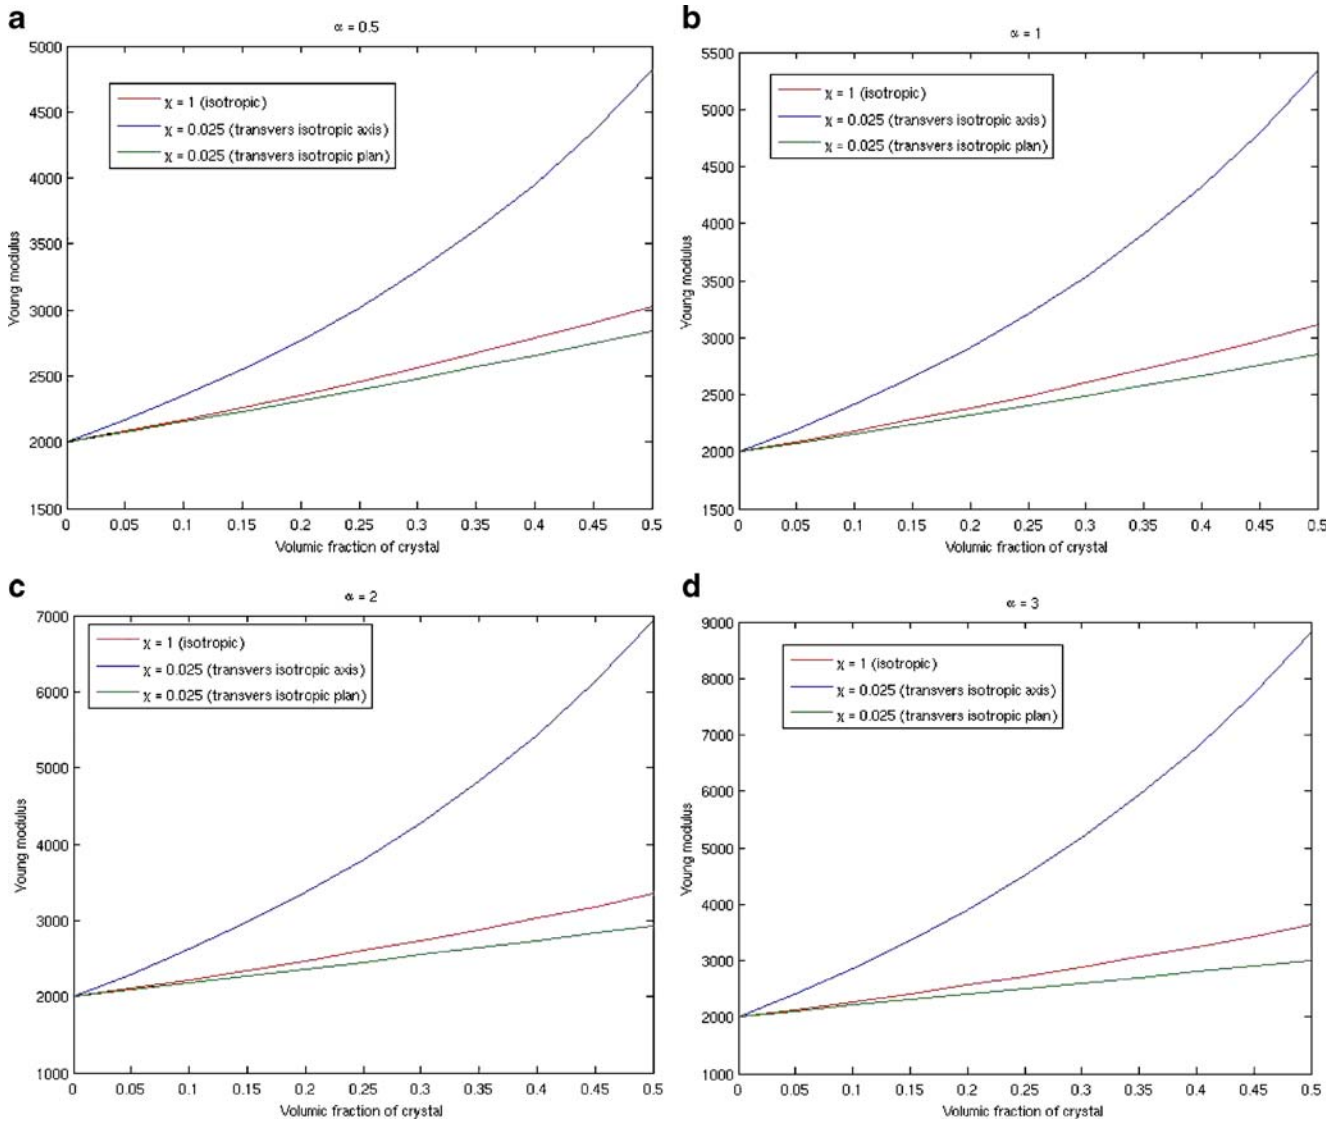 a
α = 0.5
5000
4500
4000
3500
3000
2500
2000
1500
Young modulus
χ = 1 (isotropic)
χ = 0.025 (transvers isotropic axis)
χ = 0.025 (transvers isotropic plan)
0 0.05 0.1 0.15 0.2 0.25 0.3 0.35 0.4 0.45 0.5
Volumic fraction of crystal
b
α = 1
5500
5000
4500
4000
3500
3000
2500
2000
1500
Young modulus
χ = 1 (isotropic)
χ = 0.025 (transvers isotropic axis)
χ = 0.025 (transvers isotropic plan)
0 0.05 0.1 0.15 0.2 0.25 0.3 0.35 0.4 0.45 0.5
Volumic fraction of crystal
c
α = 2
7000
6000
5000
4000
3000
2000
1000
Young modulus
χ = 1 (isotropic)
χ = 0.025 (transvers isotropic axis)
χ = 0.025 (transvers isotropic plan)
0 0.05 0.1 0.15 0.2 0.25 0.3 0.35 0.4 0.45 0.5
Volumic fraction of crystal
d
α = 3
9000
8000
7000
6000
5000
4000
3000
2000
1000
Young modulus
χ = 1 (isotropic)
χ = 0.025 (transvers isotropic axis)
χ = 0.025 (transvers isotropic plan)
0 0.05 0.1 0.15 0.2 0.25 0.3 0.35 0.4 0.45 0.5
Volumic fraction of crystal